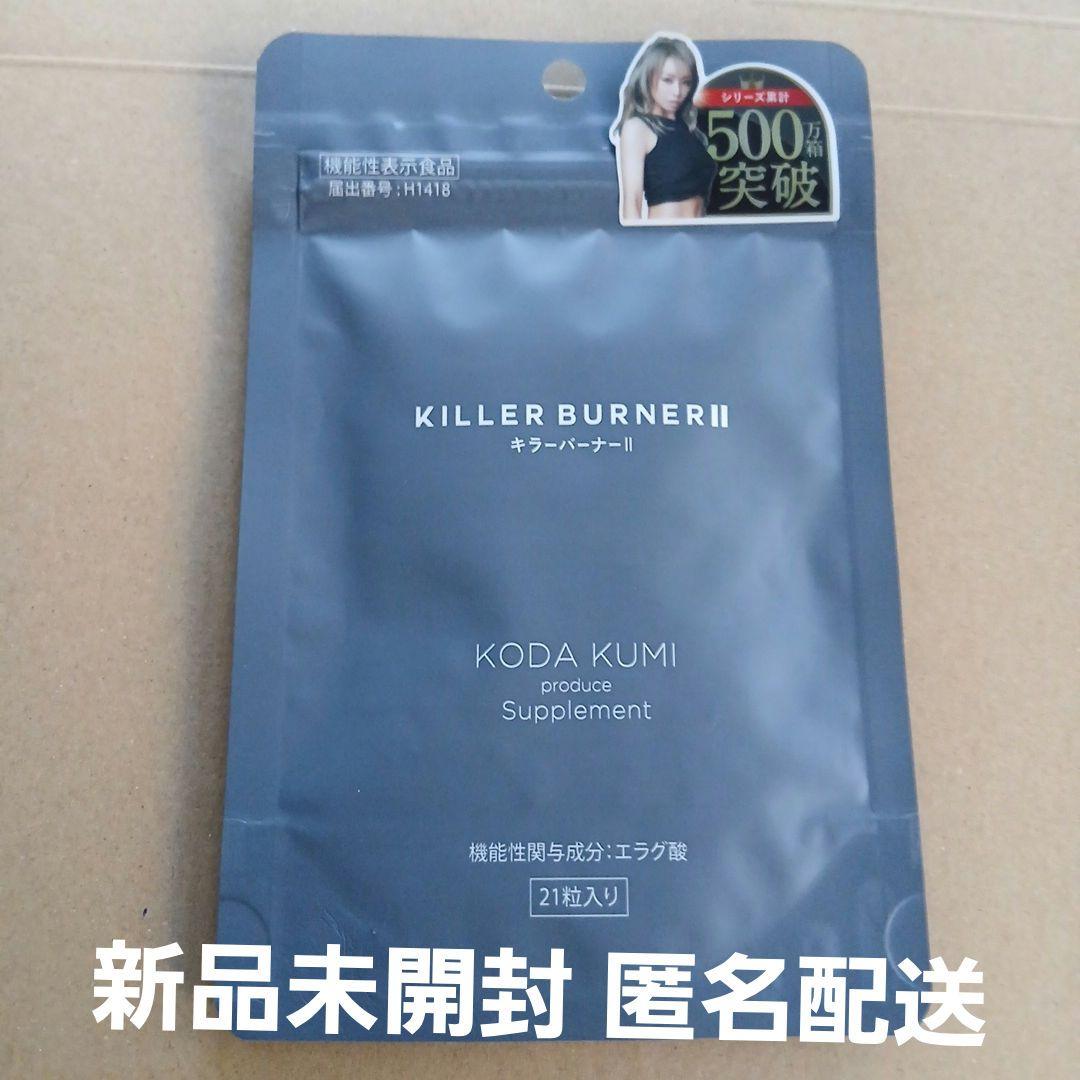 機能性表示食品
届出番号:H1418
シリーズ累計
500万箱
突破
KILLER BURNERⅡ
キラーバーナーⅡ
KODA KUMI
produce
Supplement
機能性関与成分:エラグ酸
21粒入り
新品未開封 匿名配送